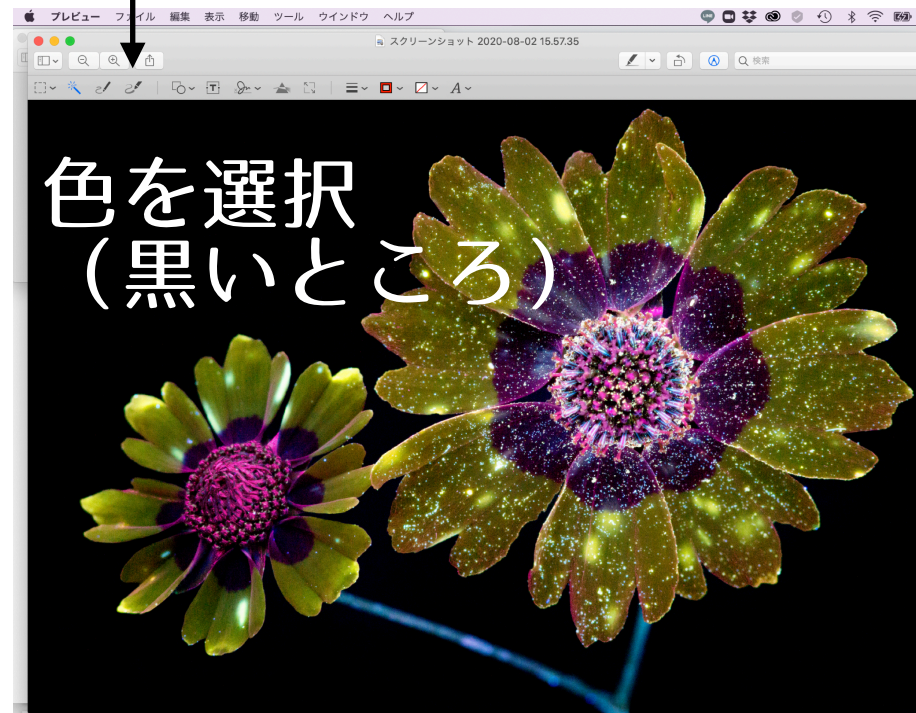 プレビュー ファイル 編集 表示 移動 ツール ウインドウ ヘルプ
スクリーンショット 2020-08-02 15.57.35
検索
色を選択
（黒いところ）